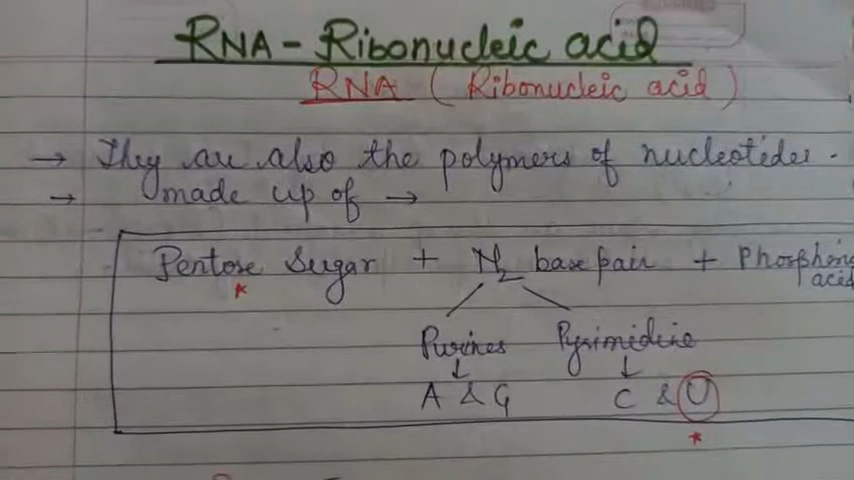 RNA - Ribonucleic acid
RNA ( Ribonucleic acid )
→ They are also the polymers of nucleotides.
→ made up of →
Pentose Sugar + N2 base pair + Phosphoric acid
*
Purines Pyrimidine
↓ ↓
A & G C & U
*